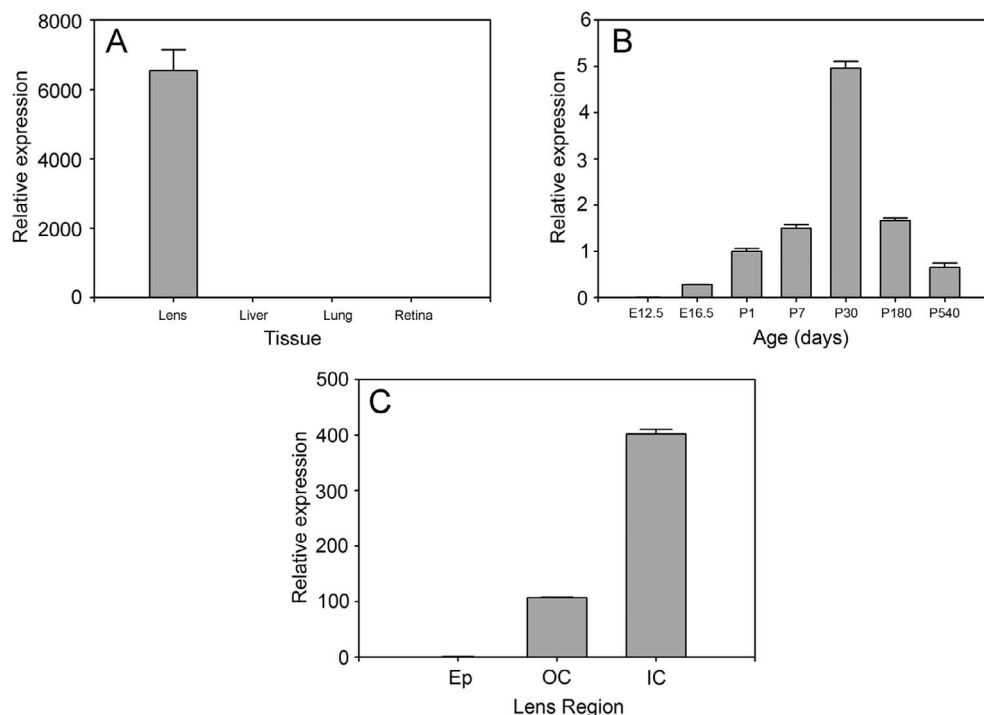 A
Relative expression
8000
6000
4000
2000
0
Lens Liver Lung Retina
Tissue
B
Relative expression
6
5
4
3
2
1
0
E12.5 E16.5 P1 P7 P30 P180 P540
Age (days)
C
Relative expression
500
400
300
200
100
0
Ep OC IC
Lens Region